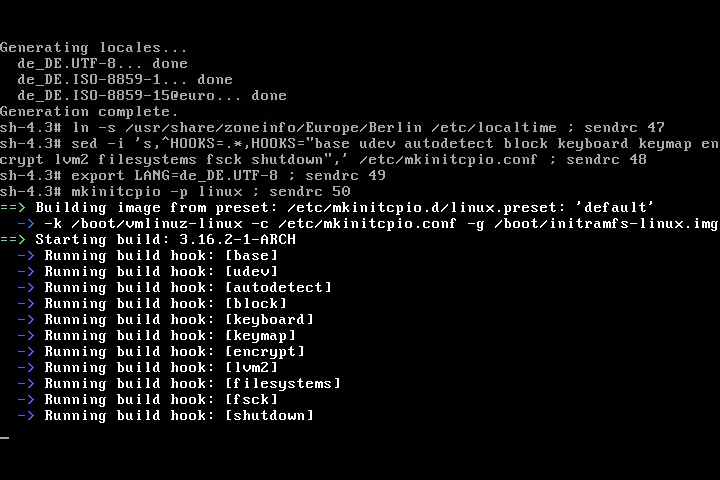 Generating locales...
  de_DE.UTF-8... done
  de_DE.ISO-8859-1... done
  de_DE.ISO-8859-15@euro... done
Generation complete.
sh-4.3# ln -s /usr/share/zoneinfo/Europe/Berlin /etc/localtime ; sendrc 47
sh-4.3# sed -i 's,^HOOKS=.*,HOOKS="base udev autodetect block keyboard keymap en
crypt lvm2 filesystems fsck shutdown",' /etc/mkinitcpio.conf ; sendrc 48
sh-4.3# export LANG=de_DE.UTF-8 ; sendrc 49
sh-4.3# mkinitcpio -p linux ; sendrc 50
==> Building image from preset: /etc/mkinitcpio.d/linux.preset: 'default'
  -> -k /boot/vmlinuz-linux -c /etc/mkinitcpio.conf -g /boot/initramfs-linux.img
==> Starting build: 3.16.2-1-ARCH
  -> Running build hook: [base]
  -> Running build hook: [udev]
  -> Running build hook: [autodetect]
  -> Running build hook: [block]
  -> Running build hook: [keyboard]
  -> Running build hook: [keymap]
  -> Running build hook: [encrypt]
  -> Running build hook: [lvm2]
  -> Running build hook: [filesystems]
  -> Running build hook: [fsck]
  -> Running build hook: [shutdown]